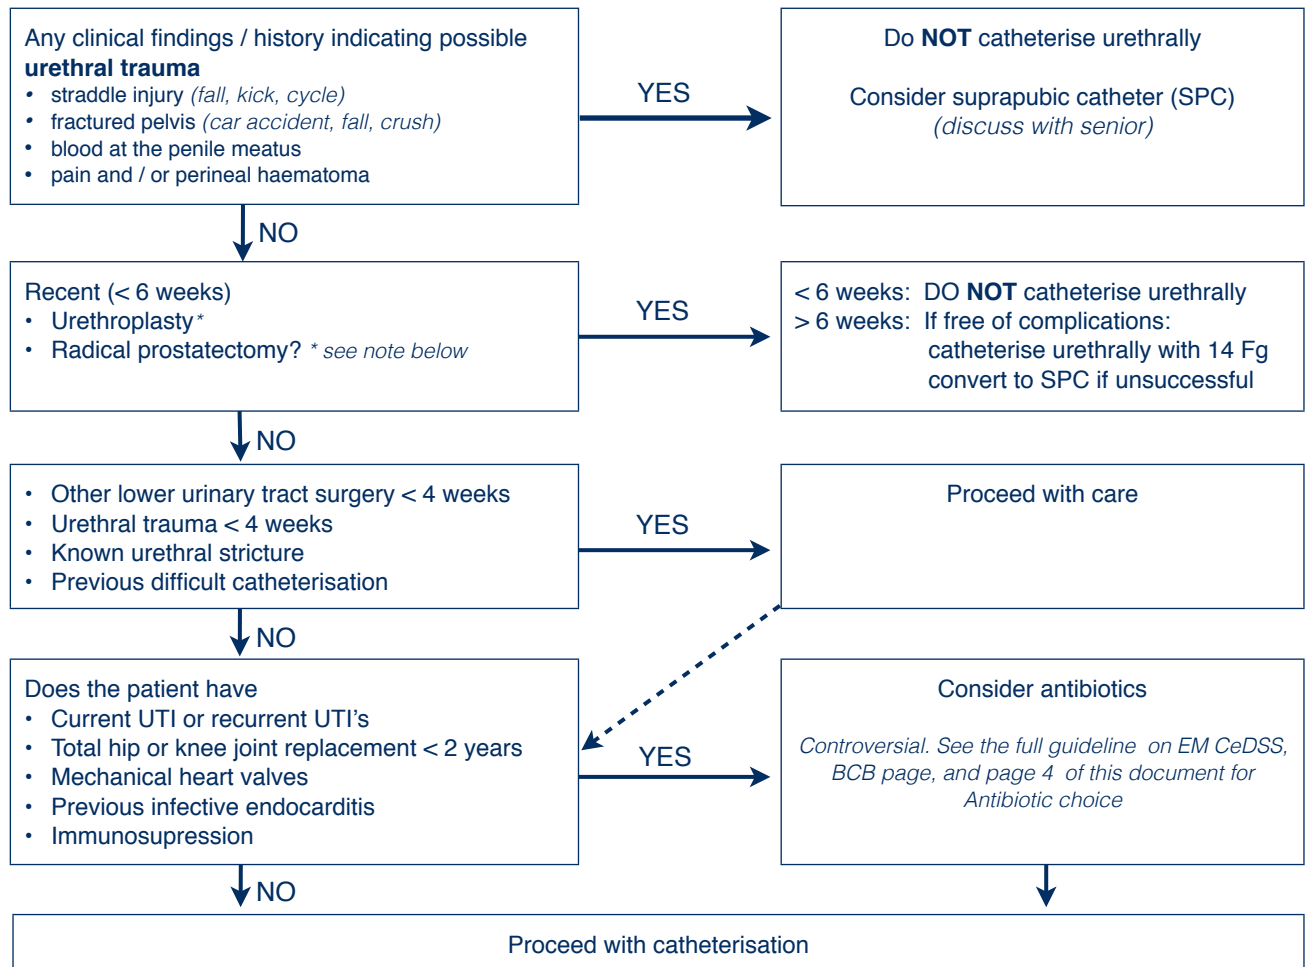 Any clinical findings / history indicating possible
urethral trauma
• straddle injury (fall, kick, cycle)
• fractured pelvis (car accident, fall, crush)
• blood at the penile meatus
• pain and / or perineal haematoma
YES
Do NOT catheterise urethrally
Consider suprapubic catheter (SPC)
(discuss with senior)
NO
Recent (< 6 weeks)
• Urethroplasty*
• Radical prostatectomy? * see note below
YES
< 6 weeks: DO NOT catheterise urethrally
> 6 weeks: If free of complications:
catheterise urethrally with 14 Fg
convert to SPC if unsuccessful
NO
• Other lower urinary tract surgery < 4 weeks
• Urethral trauma < 4 weeks
• Known urethral stricture
• Previous difficult catheterisation
YES
Proceed with care
NO
Does the patient have
• Current UTI or recurrent UTI's
• Total hip or knee joint replacement < 2 years
• Mechanical heart valves
• Previous infective endocarditis
• Immunosupression
YES
Consider antibiotics
Controversial. See the full guideline on EM CeDSS,
BCB page, and page 4 of this document for
Antibiotic choice
NO
Proceed with catheterisation